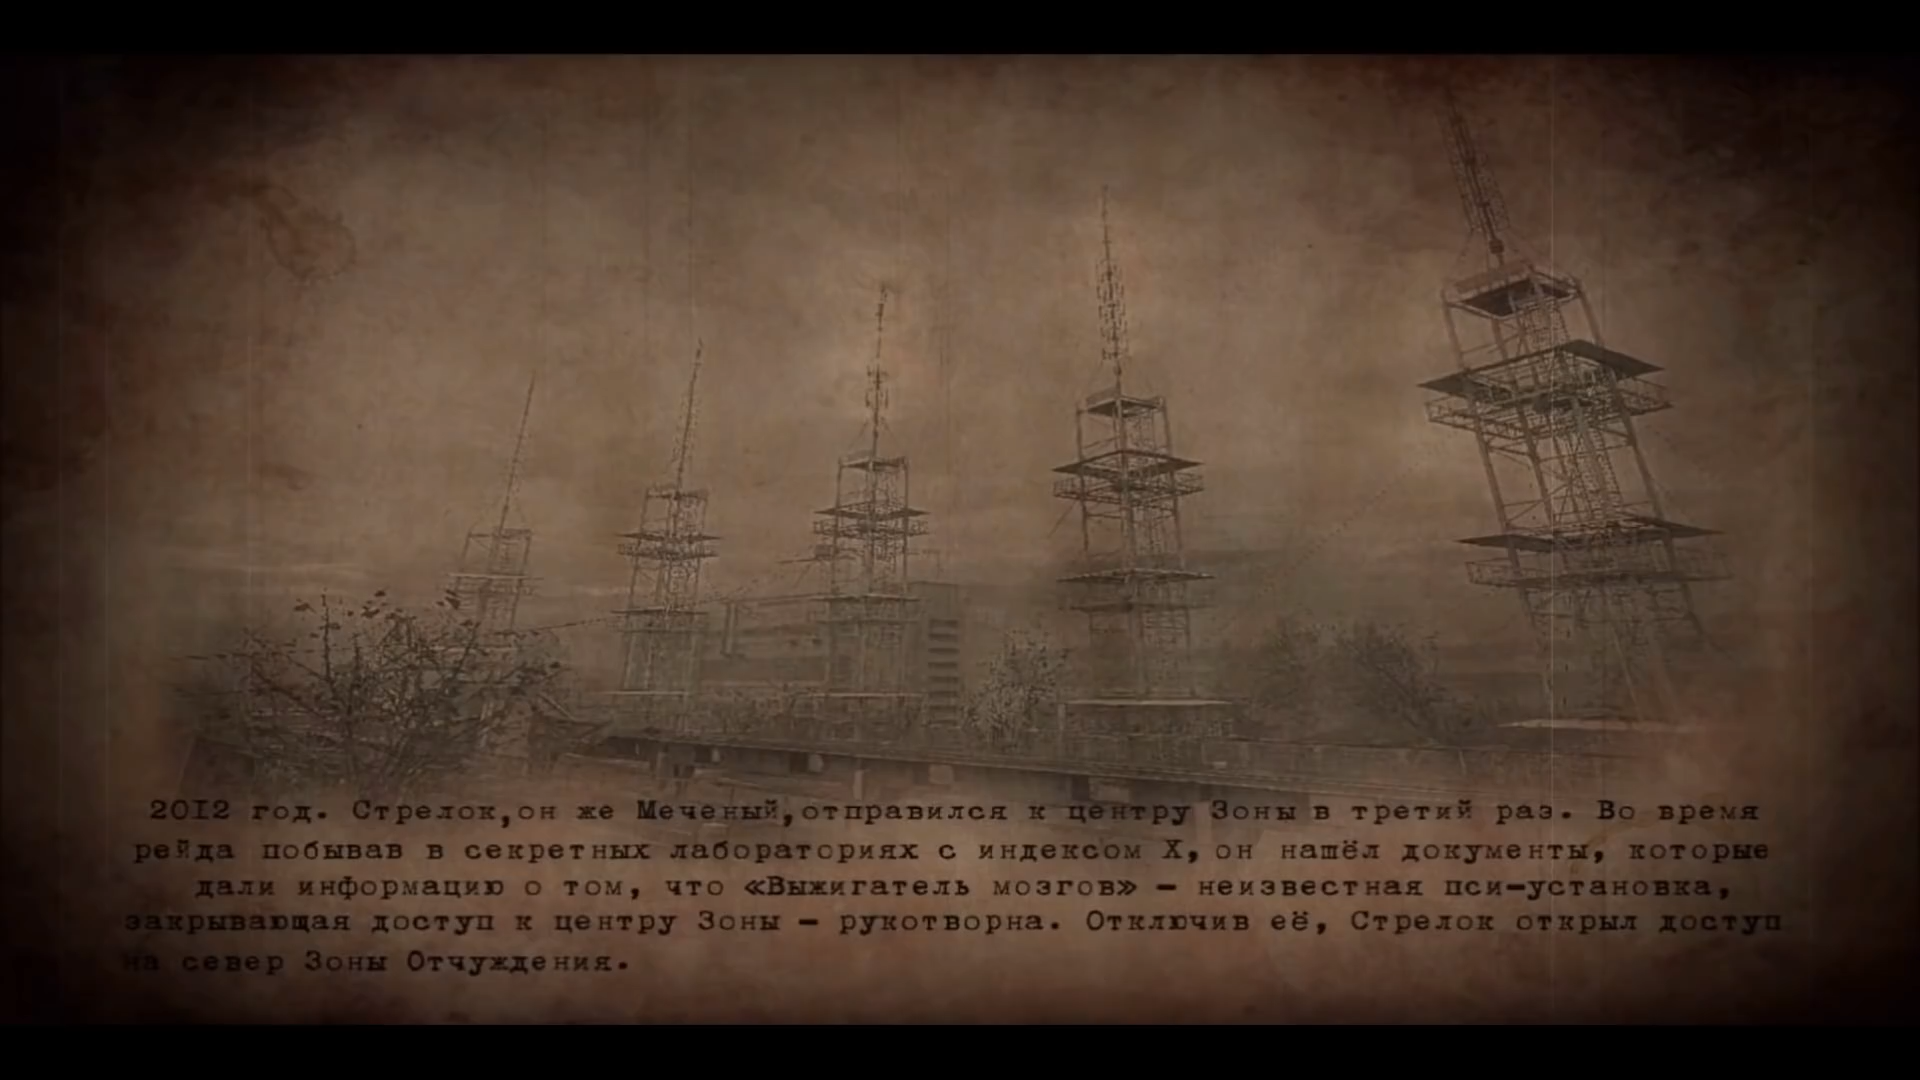 2012 год. Стрелок,он же Меченый,отправился к центру Зоны в третий раз. Во время
рейда побывав в секретных лабораториях с индексом X, он нашёл документы, которые
дали информацию о том, что «Выжигатель мозгов» — неизвестная пси-установка,
закрывающая доступ к центру Зоны — рукотворна. Отключив её, Стрелок открыл доступ
на север Зоны Отчуждения.